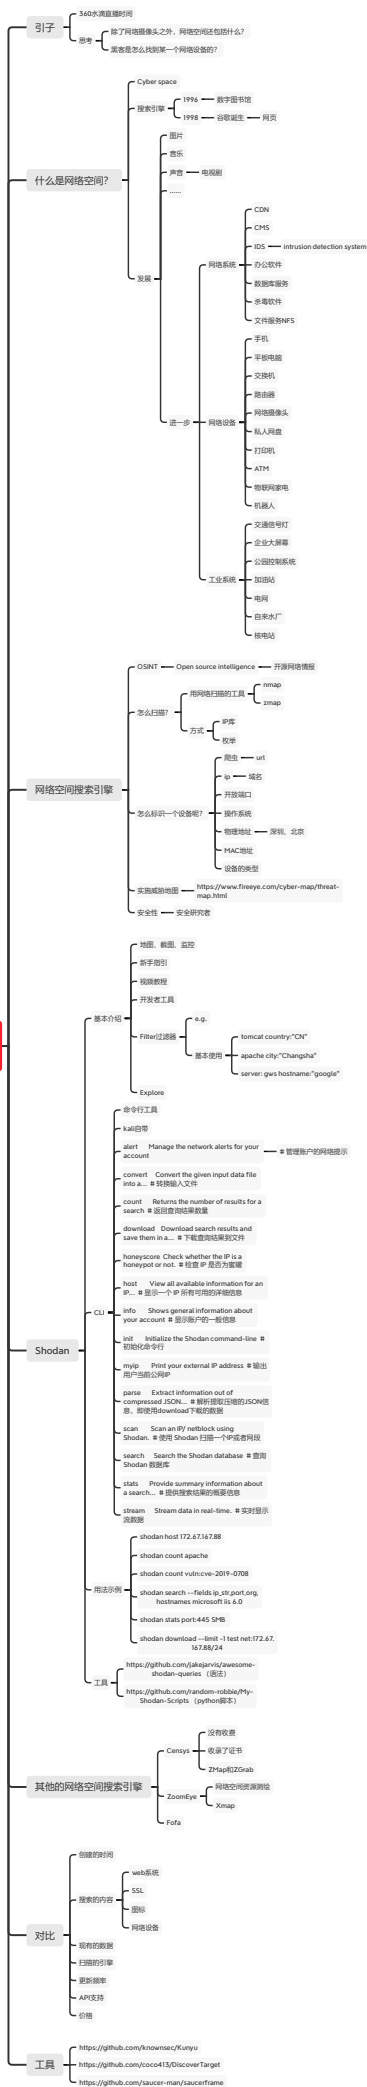 引子
360水滴直播时间
思考
除了网络摄像头之外，网络空间还包括什么？
黑客是怎么找到某一个网络设备的？
什么是网络空间？
Cyber space
搜索引擎
1996
数字图书馆
1998
谷歌诞生
网页
发展
图片
音乐
声音
电视剧
......
进一步
网络系统
CDN
CMS
IDS
intrusion detection system
办公软件
数据库服务
杀毒软件
文件服务NFS
网络设备
手机
平板电脑
交换机
路由器
网络摄像头
私人网盘
打印机
ATM
物联网家电
机器人
工业系统
交通信号灯
企业大屏幕
公园控制系统
加油站
电网
自来水厂
核电站
网络空间搜索引擎
OSINT
Open source intelligence
开源网络情报
怎么扫描？
用网络扫描的工具
nmap
zmap
方式
IP库
枚举
怎么标识一个设备呢？
爬虫
url
ip
域名
开放端口
操作系统
物理地址
深圳、北京
MAC地址
设备的类型
实施威胁地图
https://www.fireeye.com/cyber-map/threat-
map.html
安全性
安全研究者
Shodan
基本介绍
地图、截图、监控
新手指引
视频教程
开发者工具
Filter过滤器
e.g.
基本使用
tomcat country:"CN"
apache city:"Changsha"
server: gws hostname:"google"
Explore
CLI
命令行工具
kali自带
alert Manage the network alerts for your
account
# 管理账户的网络提示
convert Convert the given input data file
into a... # 转换输入文件
count Returns the number of results for a
search # 返回查询结果数量
download Download search results and
save them in a... # 下载查询结果到文件
honeyscore Check whether the IP is a
honeypot or not. # 检查 IP 是否为蜜罐
host View all available information for an
IP... # 显示一个 IP 所有可用的详细信息
info Shows general information about
your account # 显示账户的一般信息
init Initialize the Shodan command-line #
初始化命令行
myip Print your external IP address # 输出
用户当前公网IP
parse Extract information out of
compressed JSON... # 解析提取压缩的JSON信
息，即使用download下载的数据
scan Scan an IP/ netblock using
Shodan. # 使用 Shodan 扫描一个IP或者网段
search Search the Shodan database # 查询
Shodan 数据库
stats Provide summary information about
a search... # 提供搜索结果的概要信息
stream Stream data in real-time. # 实时显示
流数据
用法示例
shodan host 172.67.167.88
shodan count apache
shodan count vuln:cve-2019-0708
shodan search --fields ip_str,port,org,
hostnames microsoft iis 6.0
shodan stats port:445 SMB
shodan download --limit -1 test net:172.67.
167.88/24
工具
https://github.com/jakejarvis/awesome-
shodan-queries （语法）
https://github.com/random-robbie/My-
Shodan-Scripts （python脚本）
其他的网络空间搜索引擎
Censys
没有收费
收录了证书
ZMap和ZGrab
ZoomEye
网络空间资源测绘
Xmap
Fofa
对比
创建的时间
搜索的内容
web系统
SSL
图标
网络设备
现有的数据
扫描的引擎
更新频率
API支持
价格
工具
https://github.com/knownsec/Kunyu
https://github.com/coco413/DiscoverTarget
https://github.com/saucer-man/saucerframe